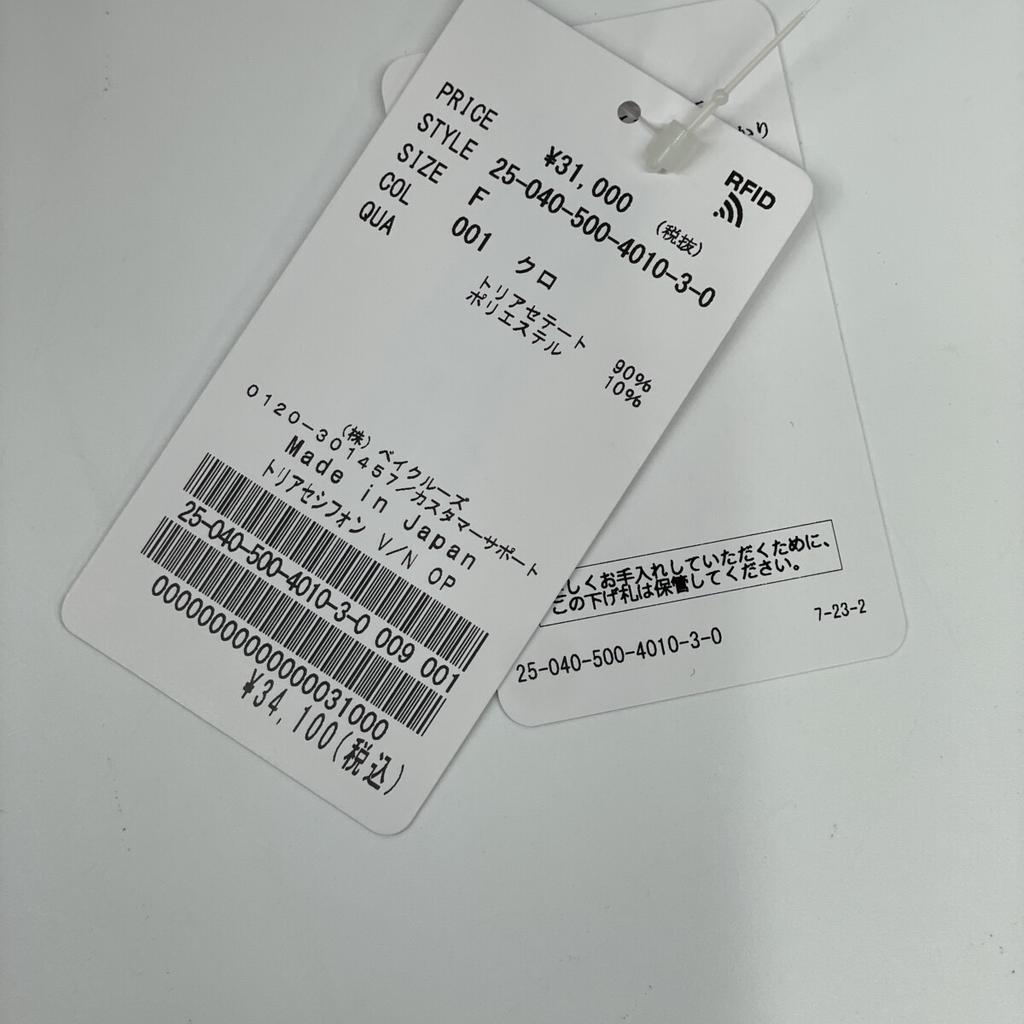 PRICE ¥31,000 (税抜)
STYLE 25-040-500-4010-3-0
SIZE F
COL 001 クロ
QUA
トリアセテート 90%
ポリエステル 10%
RFID
(株) ベイクルーズ
0120-301457/カスタマーサポート
Made in Japan
トリアセシフォン V/N OP
25-040-500-4010-3-0 009 001
0000000000000031000
¥34,100(税込)
しくお手入れしていただくために、
この下げ札は保管してください。
7-23-2
25-040-500-4010-3-0